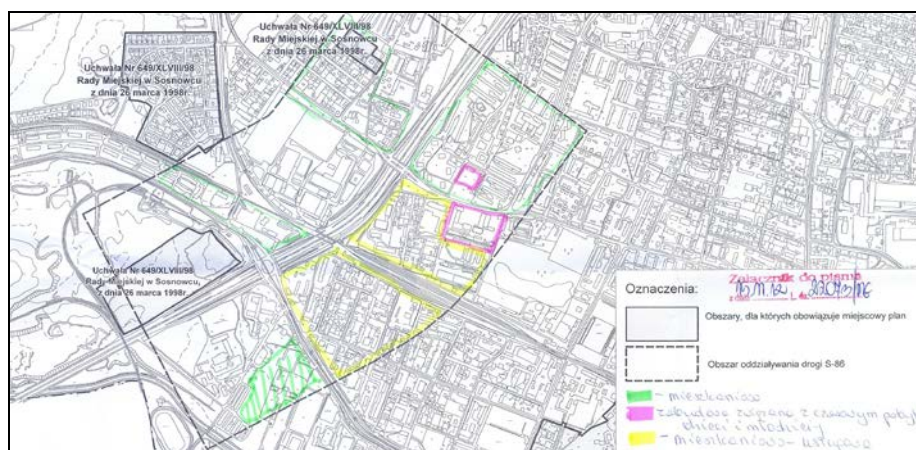 Uchwała Nr 649/XLVIII/98
Rady Miejskiej w Sosnowcu
z dnia 26 marca 1998r.
Uchwała Nr 649/XLVIII/98
Rady Miejskiej w Sosnowcu
z dnia 26 marca 1998r.
Uchwała Nr 649/XLVIII/98
Rady Miejskiej w Sosnowcu,
z dnia 26 marca 1998r.
Załącznik do pisma
Oznaczenia:
Obszary, dla których obowiązuje miejscowy plan
Obszar oddziaływania drogi S-86
- mieszkaniowa
zabudowa związana z czasowym pobytem
dzieci i młodzieży
- mieszkaniowo - usługowa